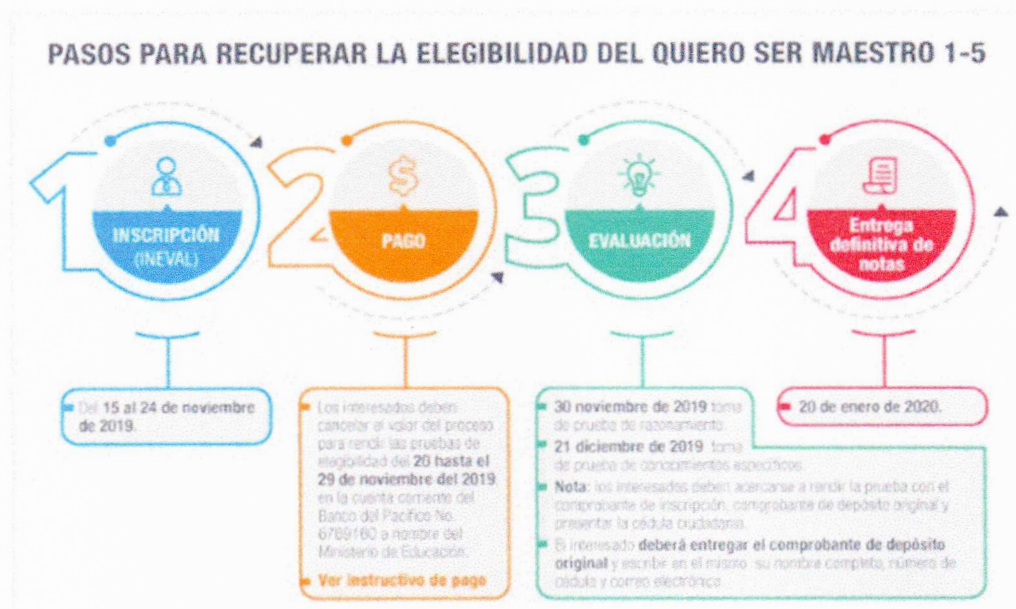 PASOS PARA RECUPERAR LA ELEGIBILIDAD DEL QUIERO SER MAESTRO 1-5
1
INSCRIPCIÓN
(INEVAL)
Del 15 al 24 de noviembre
de 2019.
2
PAGO
Los interesados deben
cancelar el valor del proceso
para rendir las pruebas de
elegibilidad del 20 hasta el
29 de noviembre del 2019
en la cuenta corriente del
Banco del Pacífico No.
6789160 a nombre del
Ministerio de Educación.
Ver instructivo de pago
3
EVALUACIÓN
30 noviembre de 2019 toma
de prueba de razonamiento.
21 diciembre de 2019 toma
de prueba de conocimientos específicos.
Nota: los interesados deben acercarse a rendir la prueba con el
comprobante de inscripción, comprobante de depósito original y
presentar la cédula ciudadanía.
El interesado deberá entregar el comprobante de depósito
original y escribir en el mismo su nombre completo, número de
cédula y correo electrónico.
4
Entrega
definitiva de
notas
20 de enero de 2020.